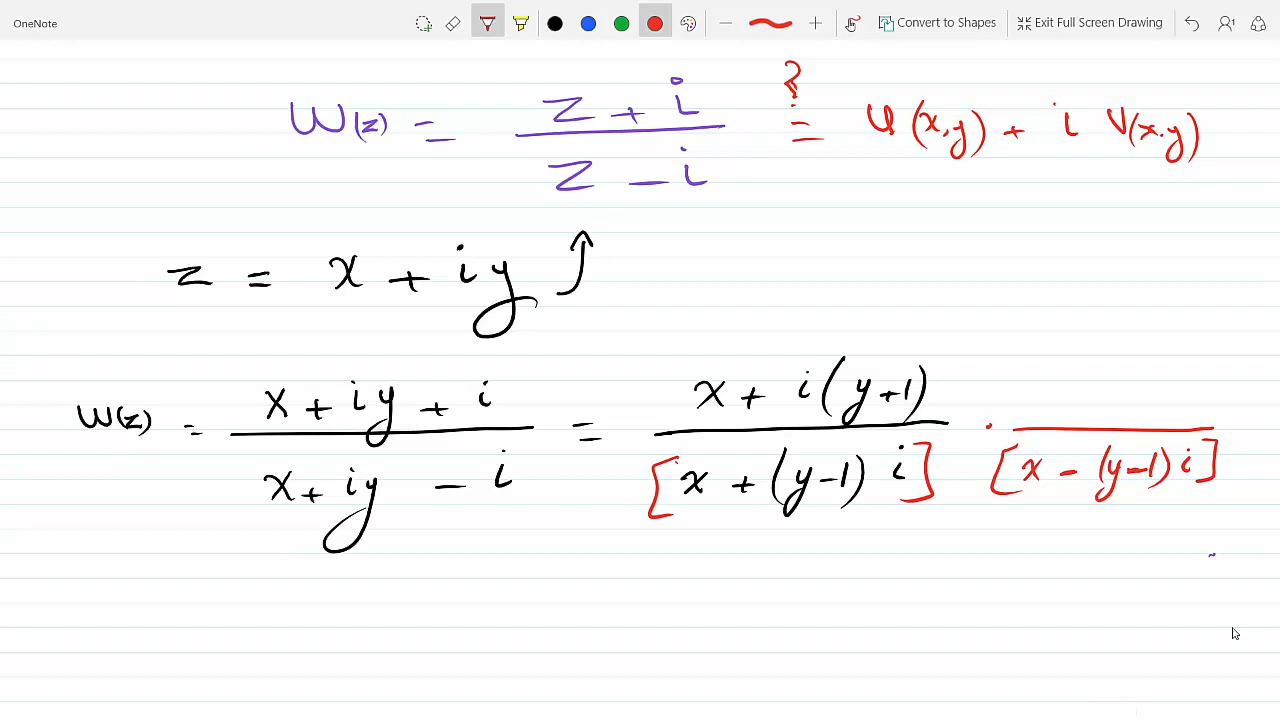 OneNote
Convert to Shapes
Exit Full Screen Drawing
W(z) = (z + i) / (z - i) ?= u(x,y) + i v(x,y)
z = x + iy
w(z) = (x + iy + i) / (x + iy - i) = (x + i(y+1)) / [x + (y-1) i] · / [x - (y-1) i]